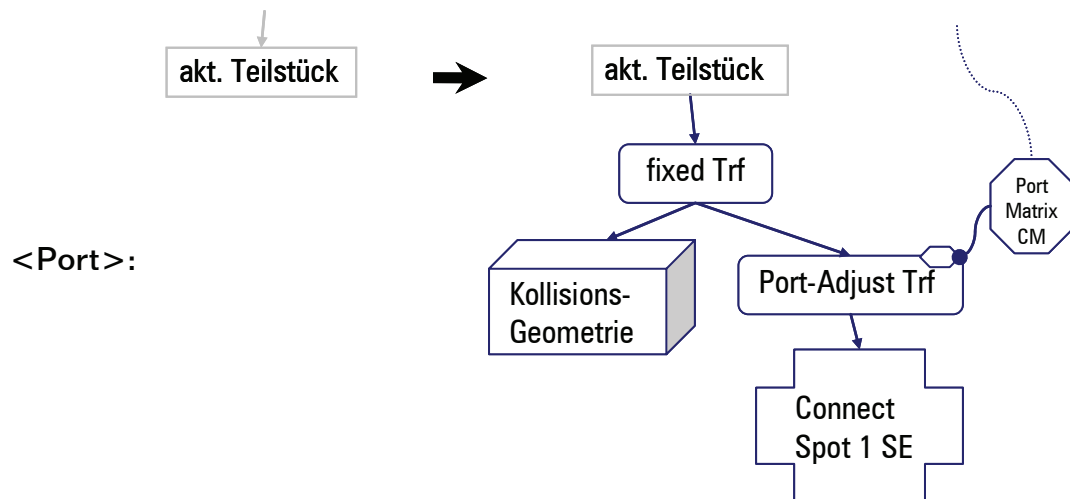 akt. Teilstück
akt. Teilstück
fixed Trf
Port
Matrix
CM
<Port>:
Kollisions-
Geometrie
Port-Adjust Trf
Connect
Spot 1 SE